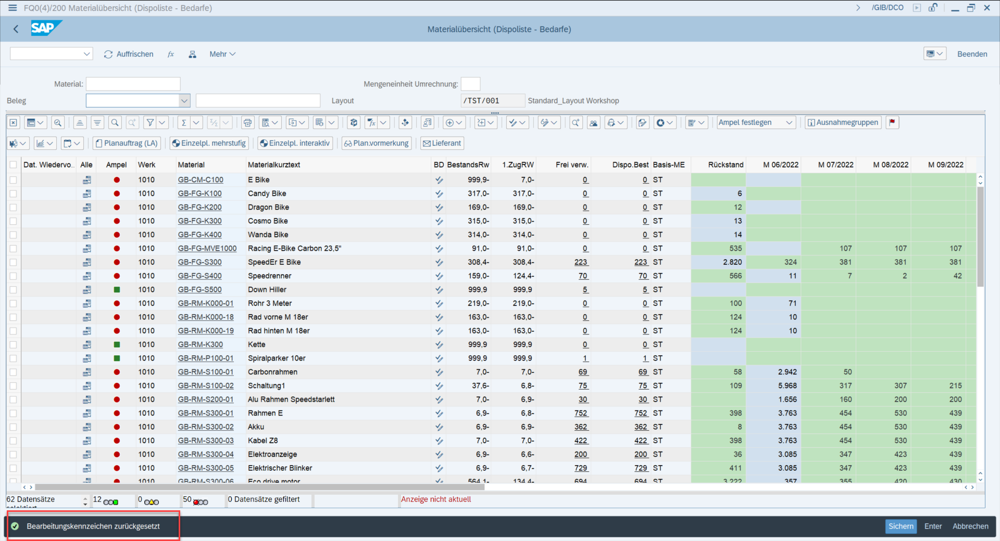 FQ0(4)/200 Materialübersicht (Dispoliste - Bedarfe) /GIB/DCO
SAP Materialübersicht (Dispoliste - Bedarfe)
Auffrischen fx Mehr Beenden
Material: Mengeneinheit Umrechnung:
Beleg Layout /TST/001 Standard_Layout Workshop
Ampel festlegen Ausnahmegruppen
Planauftrag (LA) Einzelpl. mehrstufig Einzelpl. interaktiv Plan.vormerkung Lieferant
Dat. Wiedervo... Alle Ampel Werk Material Materialkurztext BD BestandsRw 1.ZugRW Frei verw. Dispo.Best Basis-ME Rückstand M 06/2022 M 07/2022 M 08/2022 M 09/2022
1010 GB-CM-C100 E Bike 999,9- 7,0- 0 0 ST
1010 GB-FG-K100 Candy Bike 317,0- 317,0- 0 0 ST 6
1010 GB-FG-K200 Dragon Bike 169,0- 169,0- 0 0 ST 12
1010 GB-FG-K300 Cosmo Bike 315,0- 315,0- 0 0 ST 13
1010 GB-FG-K400 Wanda Bike 314,0- 314,0- 0 0 ST 14
1010 GB-FG-MVE1000 Racing E-Bike Carbon 23,5" 91,0- 91,0- 0 0 ST 535 107 107 107
1010 GB-FG-S300 SpeedEr E Bike 308,4- 308,4- 223 223 ST 2.820 324 381 381 381
1010 GB-FG-S400 Speedrenner 159,0- 124,4- 70 70 ST 566 11 7 2 42
1010 GB-FG-S500 Down Hiller 999,9 999,9 5 5 ST
1010 GB-RM-K000-01 Rohr 3 Meter 219,0- 219,0- 0 0 ST 100 71
1010 GB-RM-K000-18 Rad vorne M 18er 163,0- 163,0- 0 0 ST 124 10
1010 GB-RM-K000-19 Rad hinten M 18er 163,0- 163,0- 0 0 ST 124 10
1010 GB-RM-K300 Kette 999,9 999,9 0 0 ST
1010 GB-RM-P100-01 Spiralparker 10er 999,9 999,9 1 1 ST
1010 GB-RM-S100-01 Carbonrahmen 7,0- 7,0- 69 69 ST 58 2.942 50
1010 GB-RM-S100-02 Schaltung1 37,6- 6,8- 75 75 ST 109 5.968 317 307 215
1010 GB-RM-S200-01 Alu Rahmen Speedstarlett 7,0- 6,9- 30 30 ST 1.656 160 200 200
1010 GB-RM-S300-01 Rahmen E 6,9- 6,8- 752 752 ST 398 3.763 454 530 439
1010 GB-RM-S300-02 Akku 6,9- 6,9- 362 362 ST 8 3.763 454 530 439
1010 GB-RM-S300-03 Kabel Z8 7,0- 7,0- 422 422 ST 398 3.763 454 530 439
1010 GB-RM-S300-04 Elektroanzeige 6,9- 6,6- 200 200 ST 36 3.085 347 423 439
1010 GB-RM-S300-05 Elektrischer Blinker 6,9- 6,7- 729 729 ST 411 3.085 347 423 439
1010 GB-RM-S300-06 Eco drive motor 564,1- 134,4- 694 694 ST 3.222 357 355 420 430
62 Datensätze selektiert 12 0 50 0 Datensätze gefiltert Anzeige nicht aktuell
Bearbeitungskennzeichen zurückgesetzt Sichern Enter Abbrechen